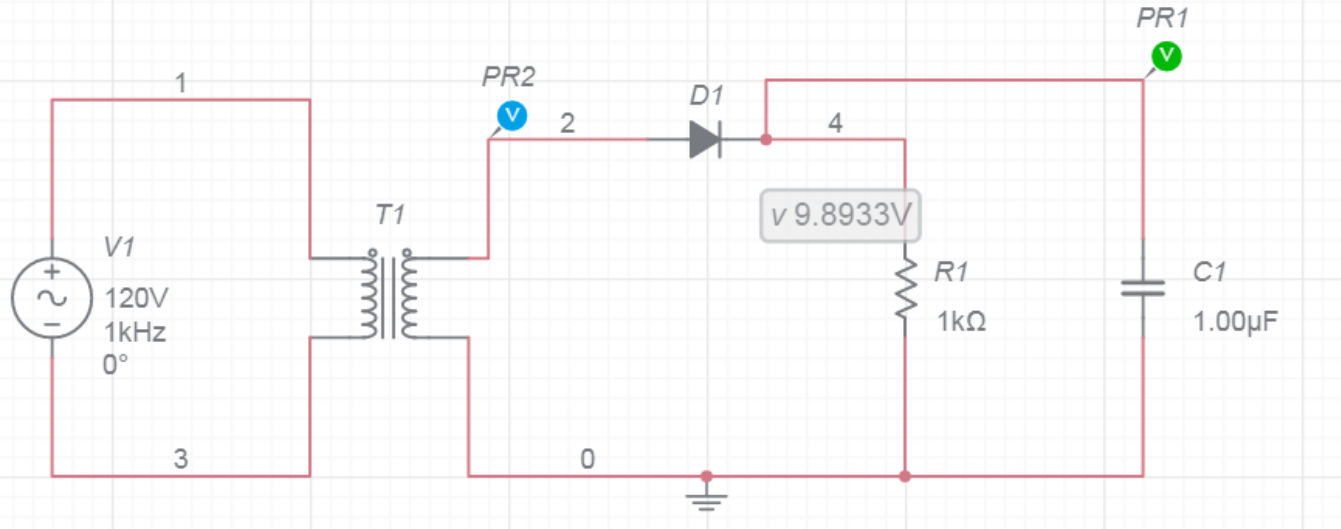 PR1
1
PR2
V
V
D1
2
4
T1
v 9.8933V
V1
120V
1kHz
0°
R1
1kΩ
C1
1.00µF
3
0